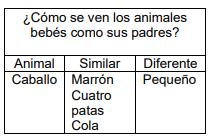 ¿Cómo se ven los animales
bebés como sus padres?
Animal Similar Diferente
Caballo Marrón Pequeño
Cuatro
patas
Cola